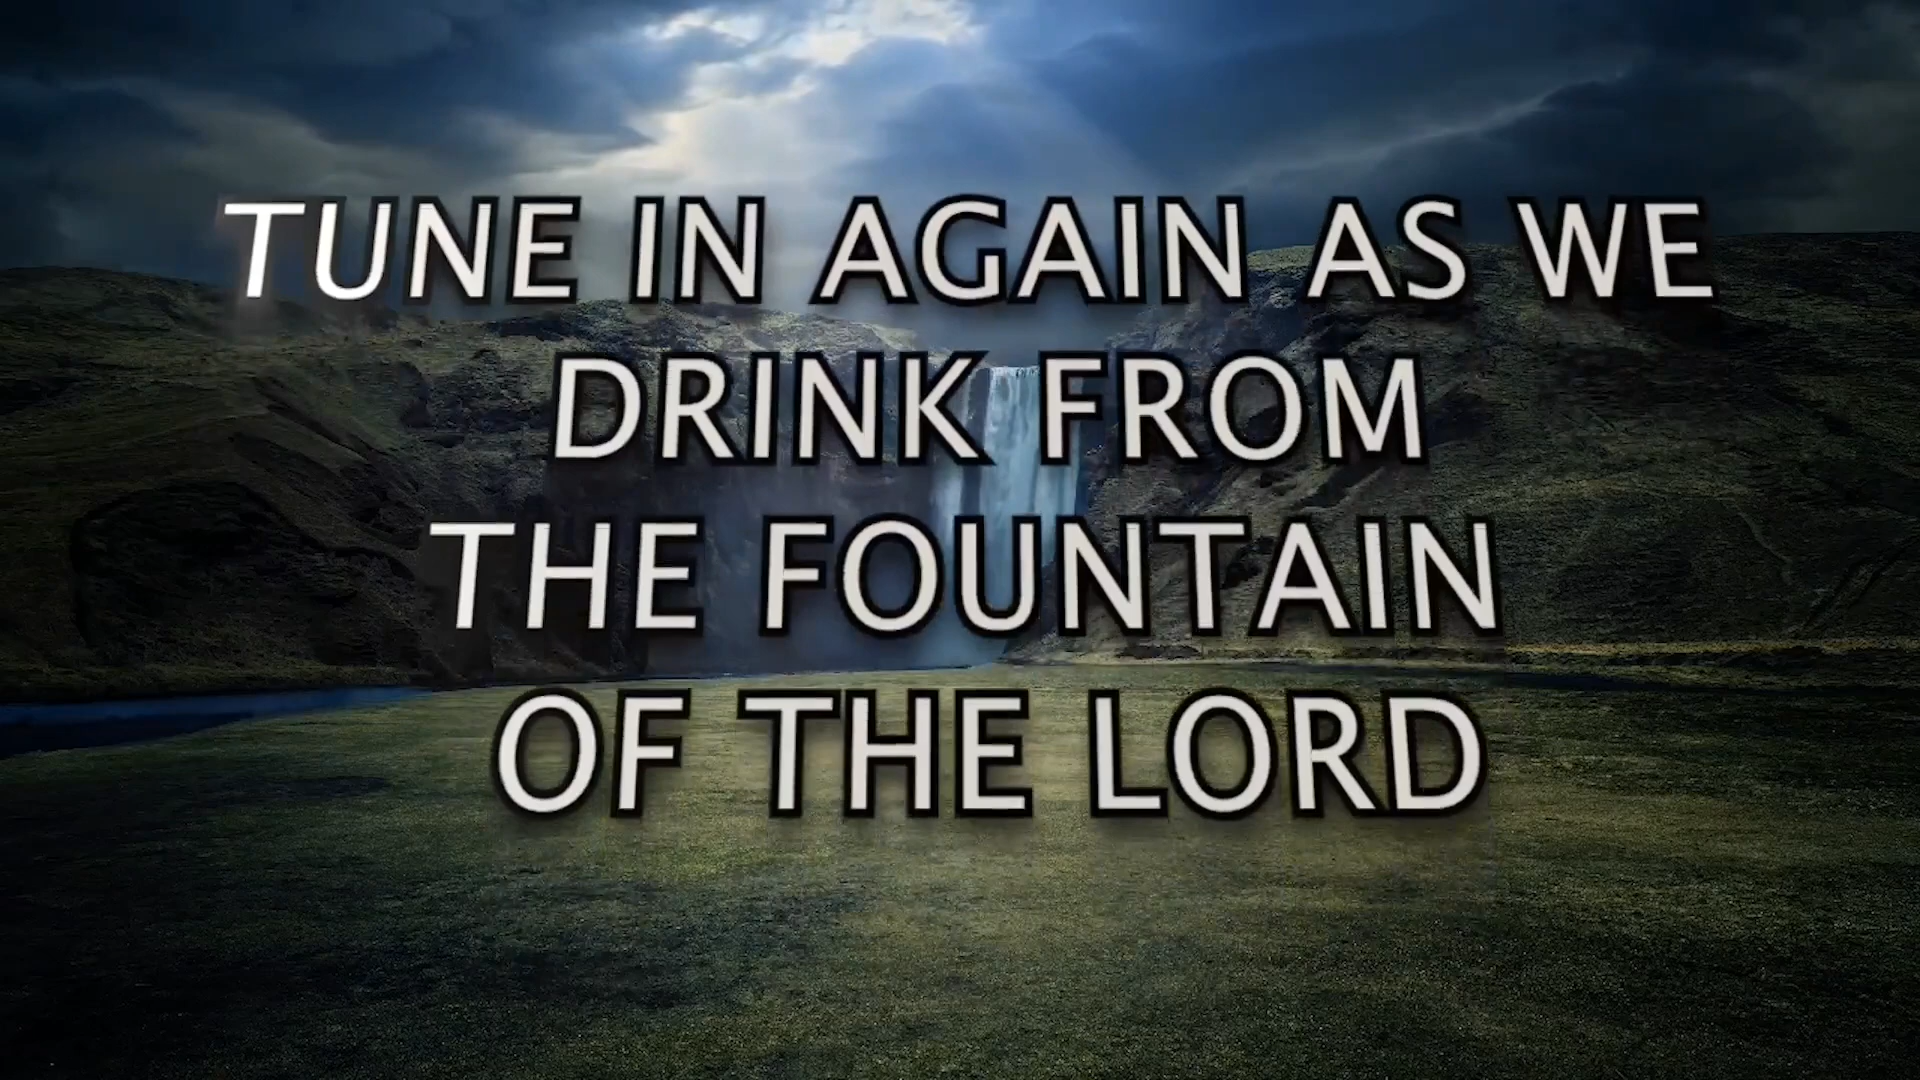 TUNE IN AGAIN AS WE
DRINK FROM
THE FOUNTAIN
OF THE LORD